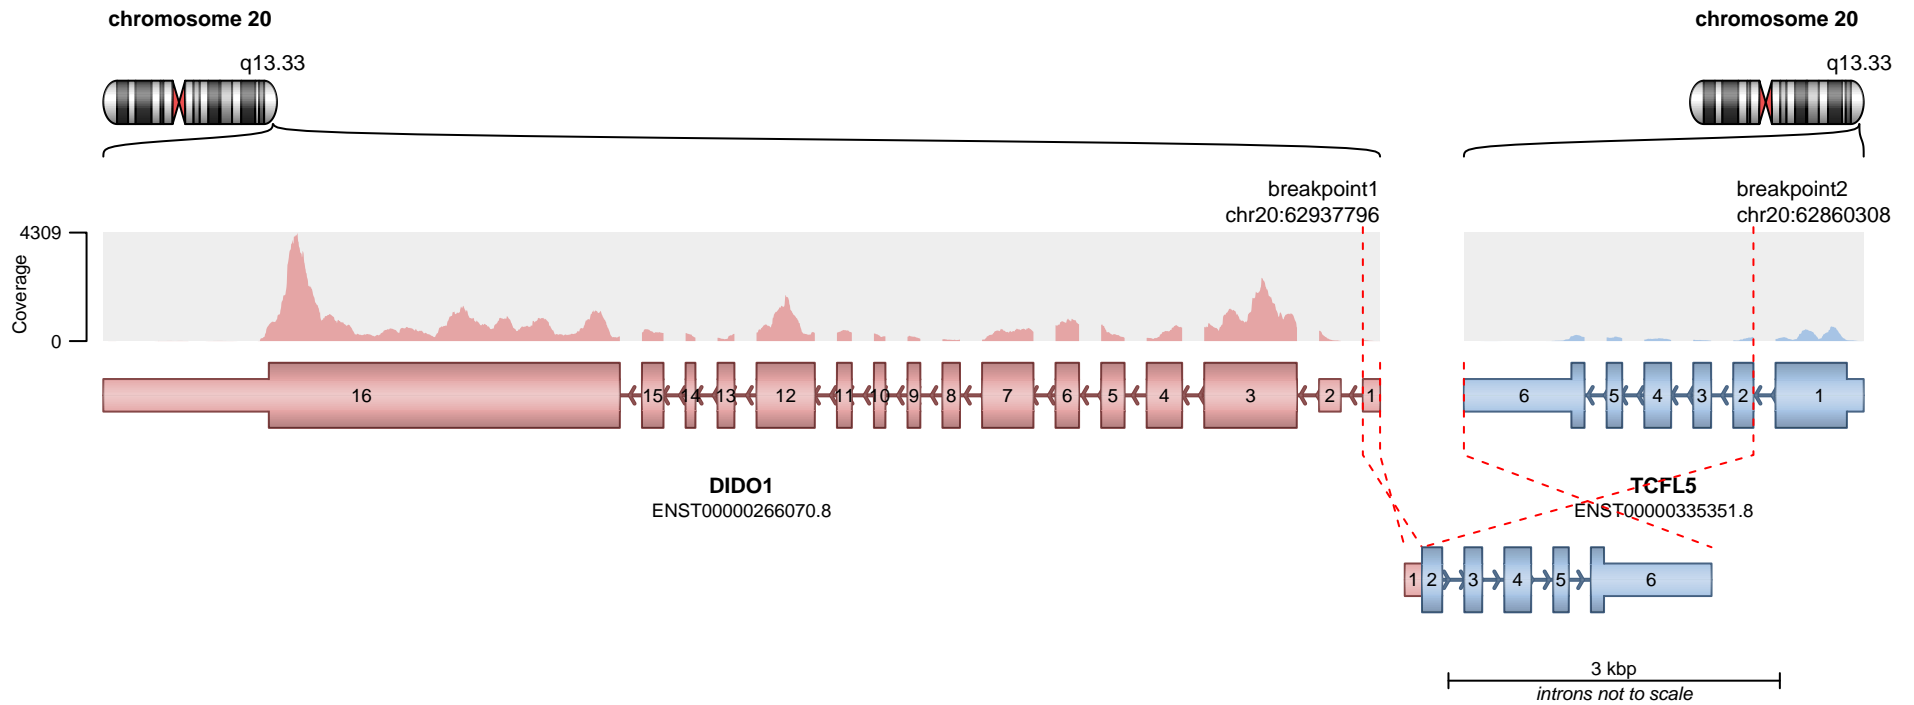 chromosome 20
chromosome 20
q13.33
q13.33
breakpoint1
chr20:62937796
breakpoint2
chr20:62860308
4309
Coverage
0
16 15 14 13 12 11 10 9 8 7 6 5 4 3 2 1
6 5 4 3 2 1
DIDO1
ENST00000266070.8
TCFL5
ENST00000335351.8
1 2 3 4 5 6
3 kbp
introns not to scale